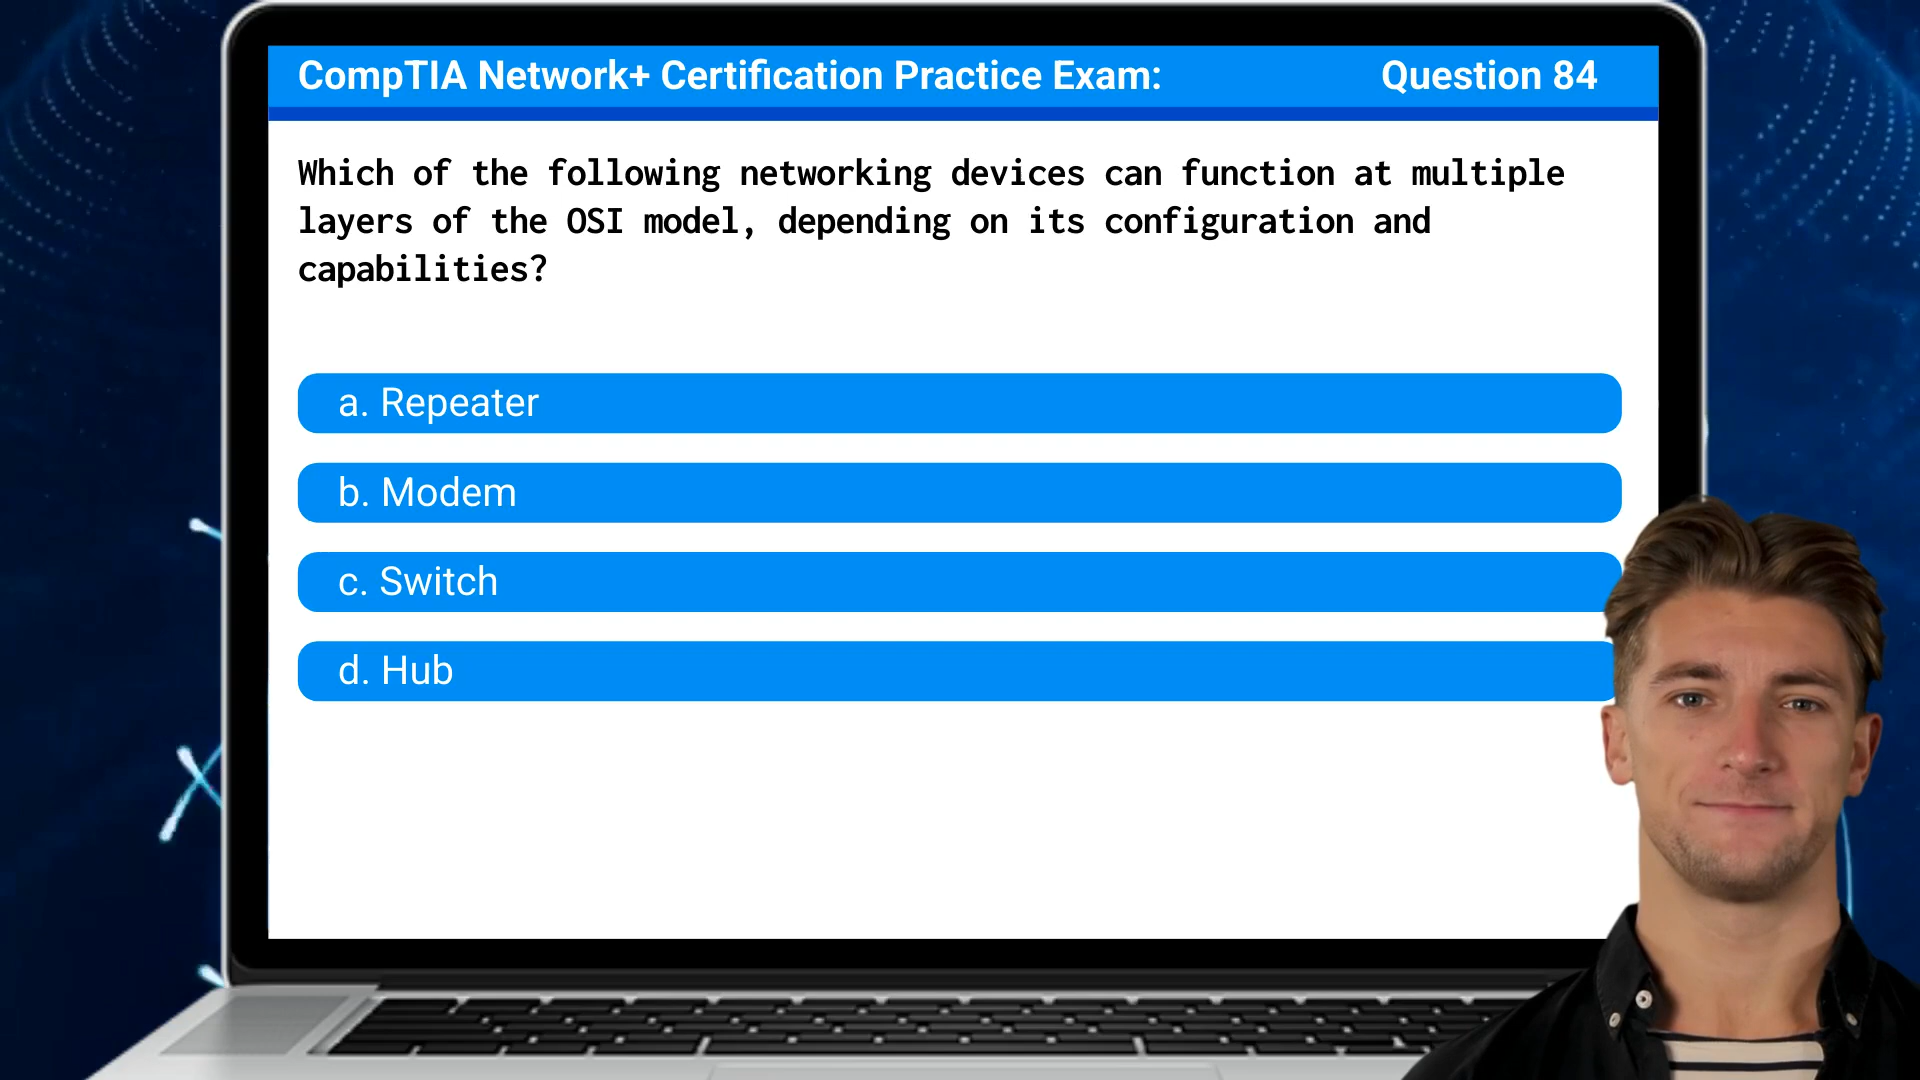 CompTIA Network+ Certification Practice Exam: Question 84
Which of the following networking devices can function at multiple
layers of the OSI model, depending on its configuration and
capabilities?
a. Repeater
b. Modem
c. Switch
d. Hub